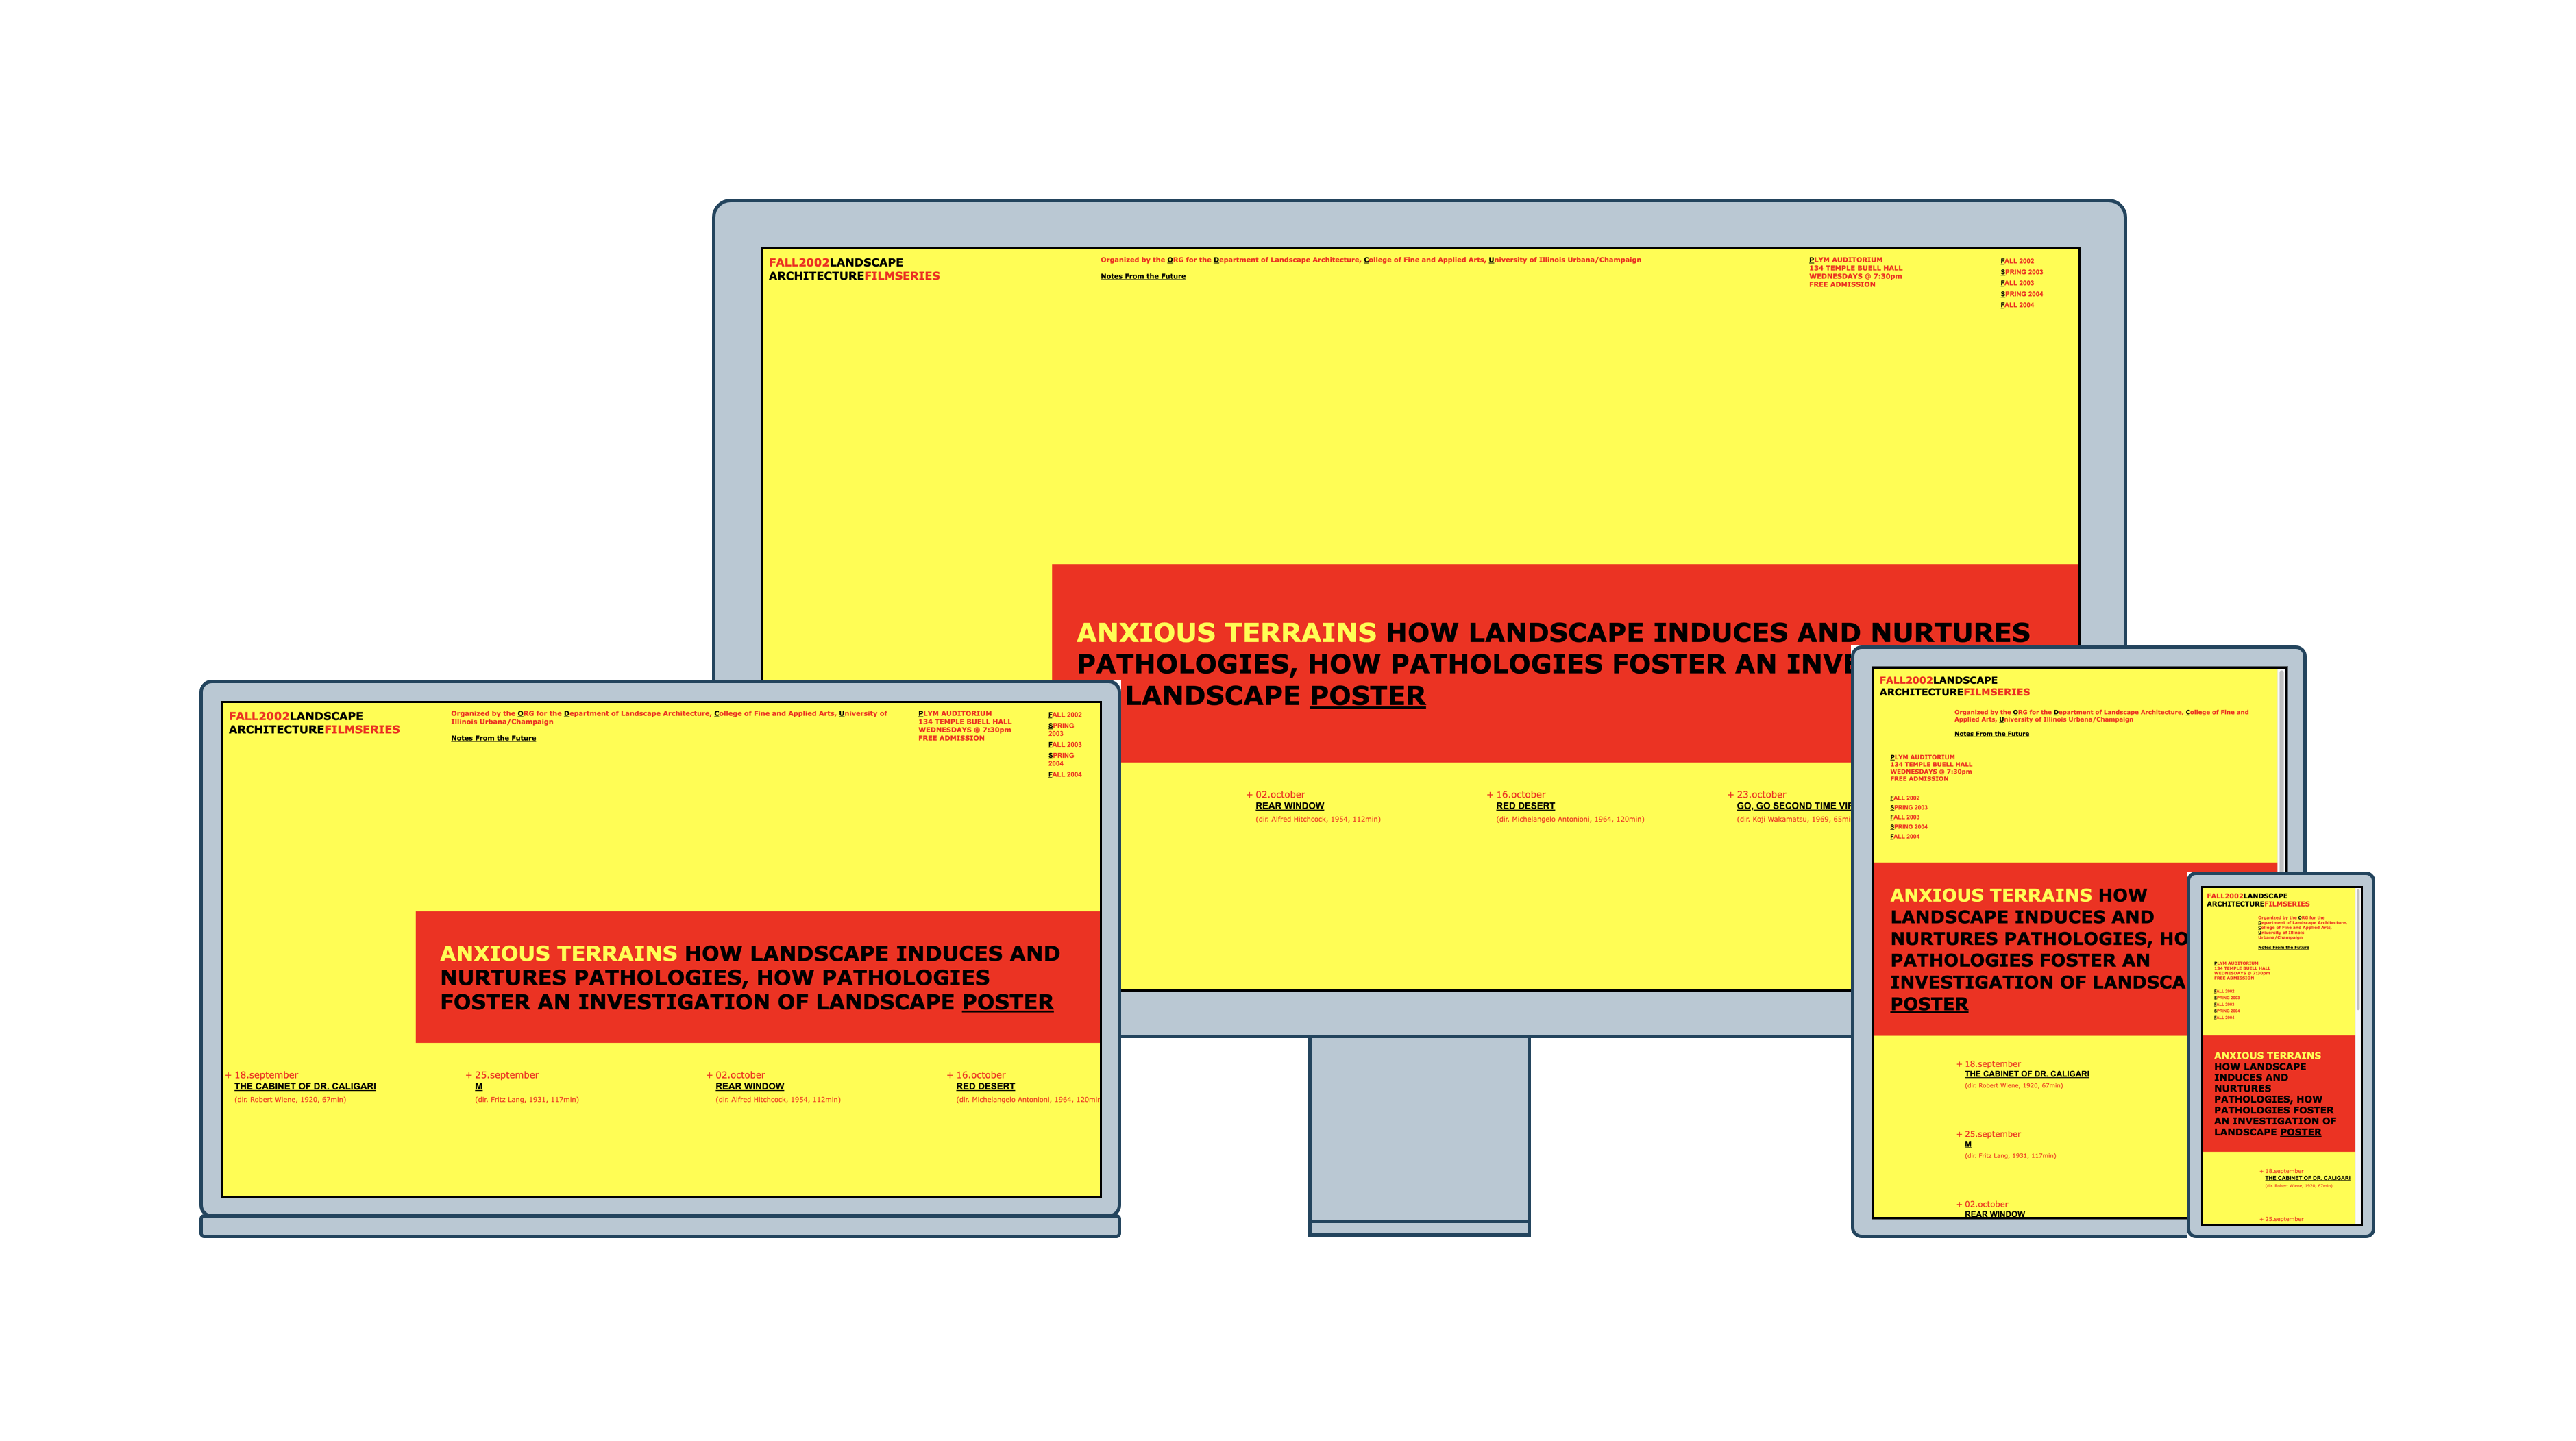 FALL2002LANDSCAPE
ARCHITECTUREFILMSERIES
Organized by the ORG for the Department of Landscape Architecture, College of Fine and Applied Arts, University of Illinois Urbana/Champaign
Notes From the Future
PLYM AUDITORIUM
134 TEMPLE BUELL HALL
WEDNESDAYS @ 7:30pm
FREE ADMISSION
FALL 2002
SPRING 2003
FALL 2003
SPRING 2004
FALL 2004
ANXIOUS TERRAINS HOW LANDSCAPE INDUCES AND NURTURES
PATHOLOGIES, HOW PATHOLOGIES FOSTER AN
LANDSCAPE POSTER
+ 02.october
REAR WINDOW
(dir. Alfred Hitchcock, 1954, 112min)
+ 16.october
RED DESERT
(dir. Michelangelo Antonioni, 1964, 120min)
+ 23.october
GO, GO SECOND TIME
(dir. Koji Wakamatsu, 1969,
FALL2002LANDSCAPE
ARCHITECTUREFILMSERIES
Organized by the ORG for the Department of Landscape Architecture, College of Fine and Applied Arts, University of
Illinois Urbana/Champaign
Notes From the Future
PLYM AUDITORIUM
134 TEMPLE BUELL HALL
WEDNESDAYS @ 7:30pm
FREE ADMISSION
FALL 2002
SPRING
2003
FALL 2003
SPRING
2004
FALL 2004
ANXIOUS TERRAINS HOW LANDSCAPE INDUCES AND
NURTURES PATHOLOGIES, HOW PATHOLOGIES
FOSTER AN INVESTIGATION OF LANDSCAPE POSTER
+ 18.september
THE CABINET OF DR. CALIGARI
(dir. Robert Wiene, 1920, 67min)
+ 25.september
M
(dir. Fritz Lang, 1931, 117min)
+ 02.october
REAR WINDOW
(dir. Alfred Hitchcock, 1954, 112min)
+ 16.october
RED DESERT
(dir. Michelangelo Antonioni, 1964,
FALL2002LANDSCAPE
ARCHITECTUREFILMSERIES
Organized by the ORG for the Department of Landscape Architecture, College of Fine and
Applied Arts, University of Illinois Urbana/Champaign
Notes From the Future
PLYM AUDITORIUM
134 TEMPLE BUELL HALL
WEDNESDAYS @ 7:30pm
FREE ADMISSION
FALL 2002
SPRING 2003
FALL 2003
SPRING 2004
FALL 2004
ANXIOUS TERRAINS HOW
LANDSCAPE INDUCES AND
NURTURES PATHOLOGIES,
PATHOLOGIES FOSTER AN
INVESTIGATION OF
POSTER
+ 18.september
THE CABINET OF DR. CALIGARI
(dir. Robert Wiene, 1920, 67min)
+ 25.september
M
(dir. Fritz Lang, 1931, 117min)
+ 02.october
REAR WINDOW
FALL2002LANDSCAPE
ARCHITECTUREFILMSERIES
Organized by the ORG for the
Department of Landscape Architecture,
College of Fine and Applied Arts,
University of Illinois
Urbana/Champaign
Notes From the Future
PLYM AUDITORIUM
134 TEMPLE BUELL HALL
WEDNESDAYS @ 7:30pm
FREE ADMISSION
FALL 2002
SPRING 2003
FALL 2003
SPRING 2004
FALL 2004
ANXIOUS TERRAINS
HOW LANDSCAPE
INDUCES AND
NURTURES
PATHOLOGIES, HOW
PATHOLOGIES FOSTER
AN INVESTIGATION OF
LANDSCAPE POSTER
+ 18.september
THE CABINET OF DR. CALIGARI
(dir. Robert Wiene, 1920, 67min)
+ 25.september